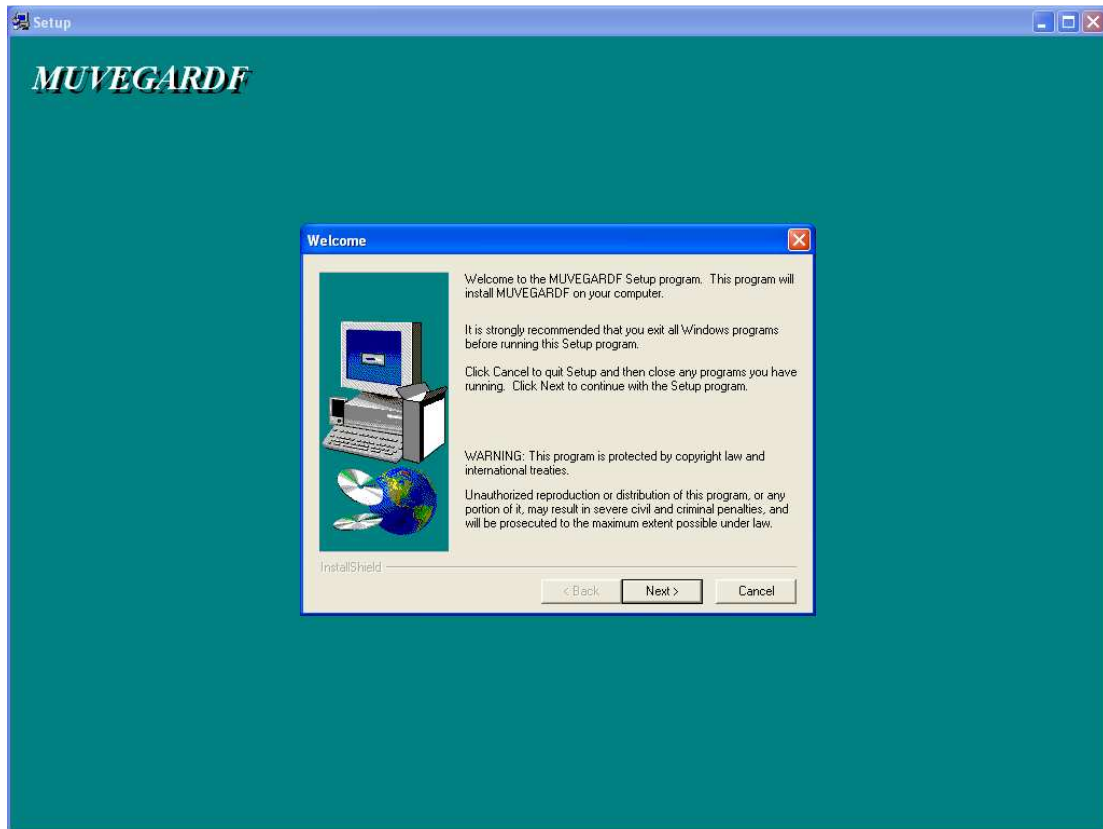 Setup
MUVEGARDF
Welcome
Welcome to the MUVEGARDF Setup program. This program will
install MUVEGARDF on your computer.
It is strongly recommended that you exit all Windows programs
before running this Setup program.
Click Cancel to quit Setup and then close any programs you have
running. Click Next to continue with the Setup program.
WARNING: This program is protected by copyright law and
international treaties.
Unauthorized reproduction or distribution of this program, or any
portion of it, may result in severe civil and criminal penalties, and
will be prosecuted to the maximum extent possible under law.
InstallShield
< Back Next > Cancel